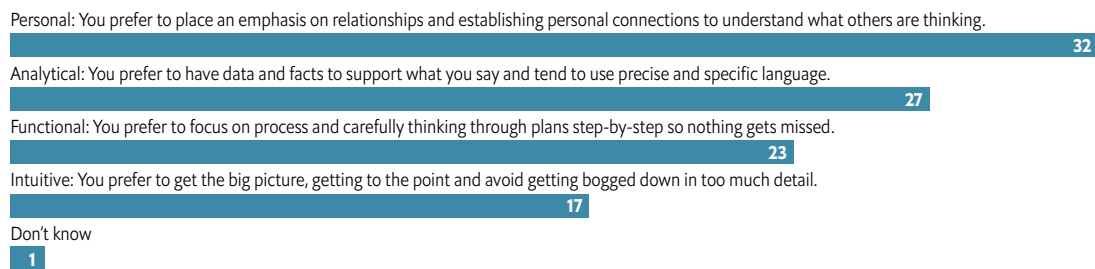 Personal: You prefer to place an emphasis on relationships and establishing personal connections to understand what others are thinking.
32
Analytical: You prefer to have data and facts to support what you say and tend to use precise and specific language.
27
Functional: You prefer to focus on process and carefully thinking through plans step-by-step so nothing gets missed.
23
Intuitive: You prefer to get the big picture, getting to the point and avoid getting bogged down in too much detail.
17
Don’t know
1